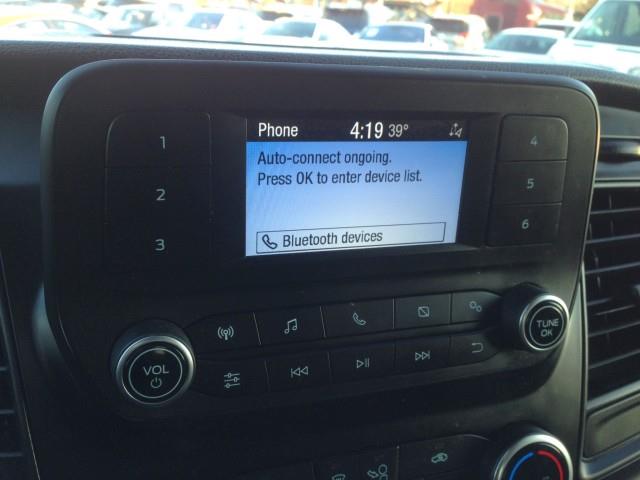 Phone 4:19 39°
Auto-connect ongoing.
Press OK to enter device list.
Bluetooth devices
1
2
3
4
5
6
VOL
TUNE
OK